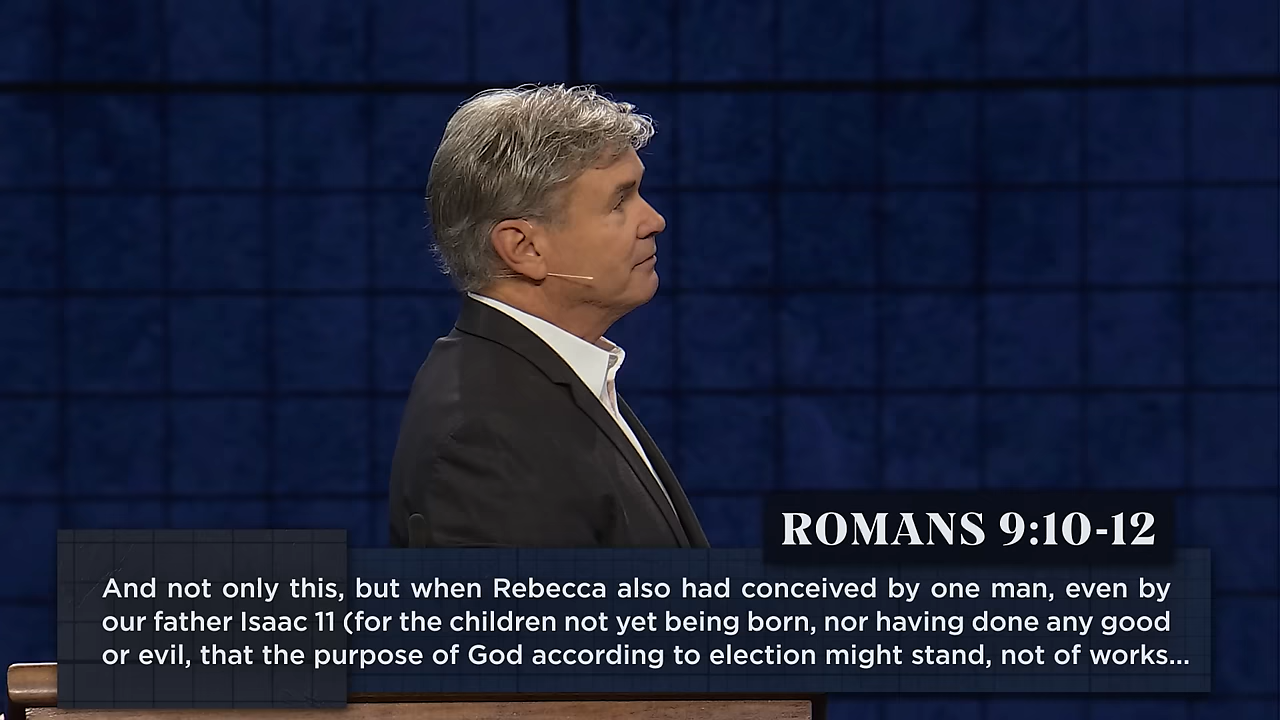 ROMANS 9:10-12
And not only this, but when Rebecca also had conceived by one man, even by
our father Isaac 11 (for the children not yet being born, nor having done any good
or evil, that the purpose of God according to election might stand, not of works...